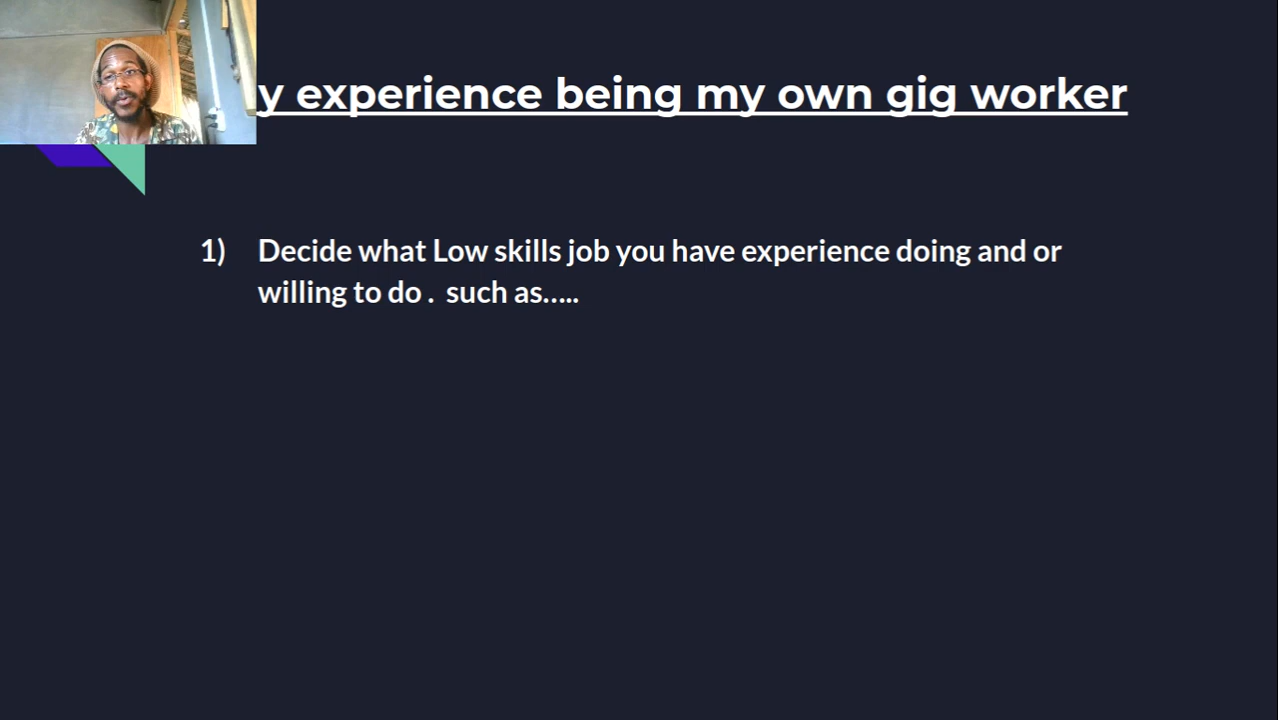 y experience being my own gig worker
1) Decide what Low skills job you have experience doing and or
willing to do . such as…..